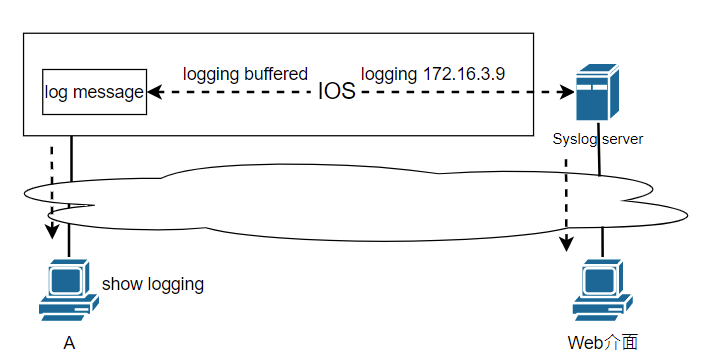 logging buffered
logging 172.16.3.9
log message
IOS
Syslog server
show logging
A
Web介面